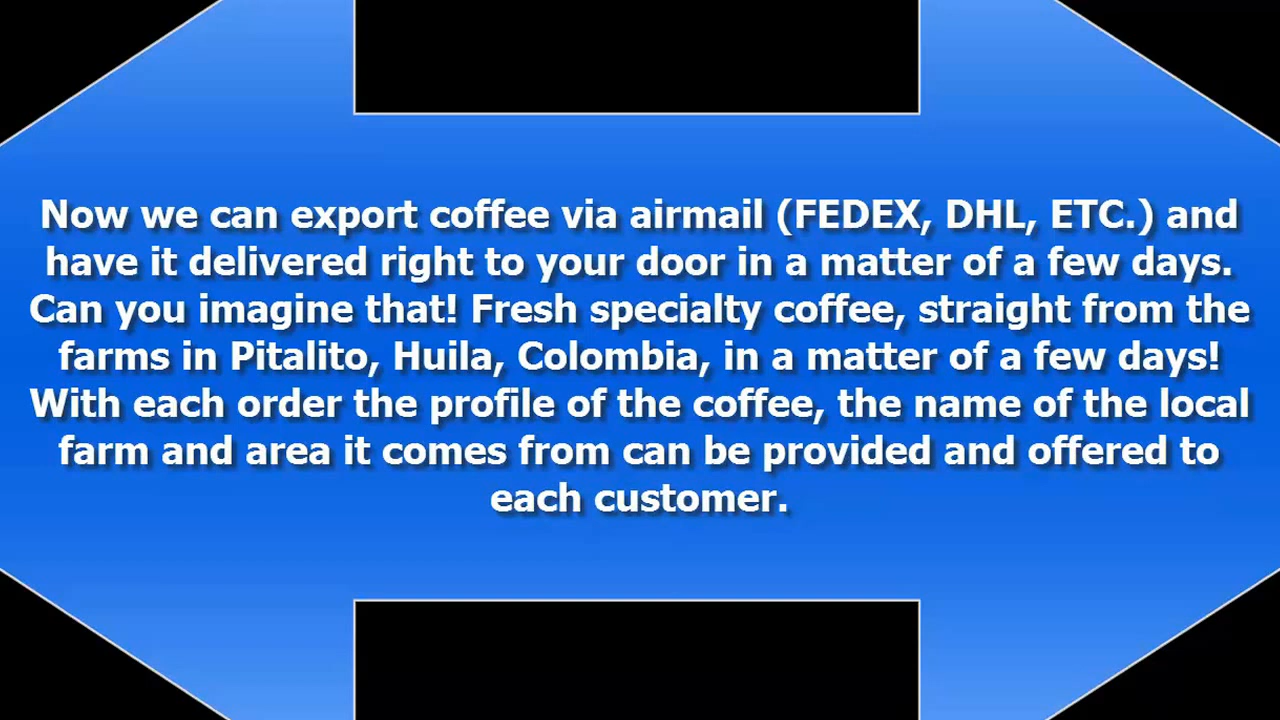 Now we can export coffee via airmail (FEDEX, DHL, ETC.) and
have it delivered right to your door in a matter of a few days.
Can you imagine that! Fresh specialty coffee, straight from the
farms in Pitalito, Huila, Colombia, in a matter of a few days!
With each order the profile of the coffee, the name of the local
farm and area it comes from can be provided and offered to
each customer.